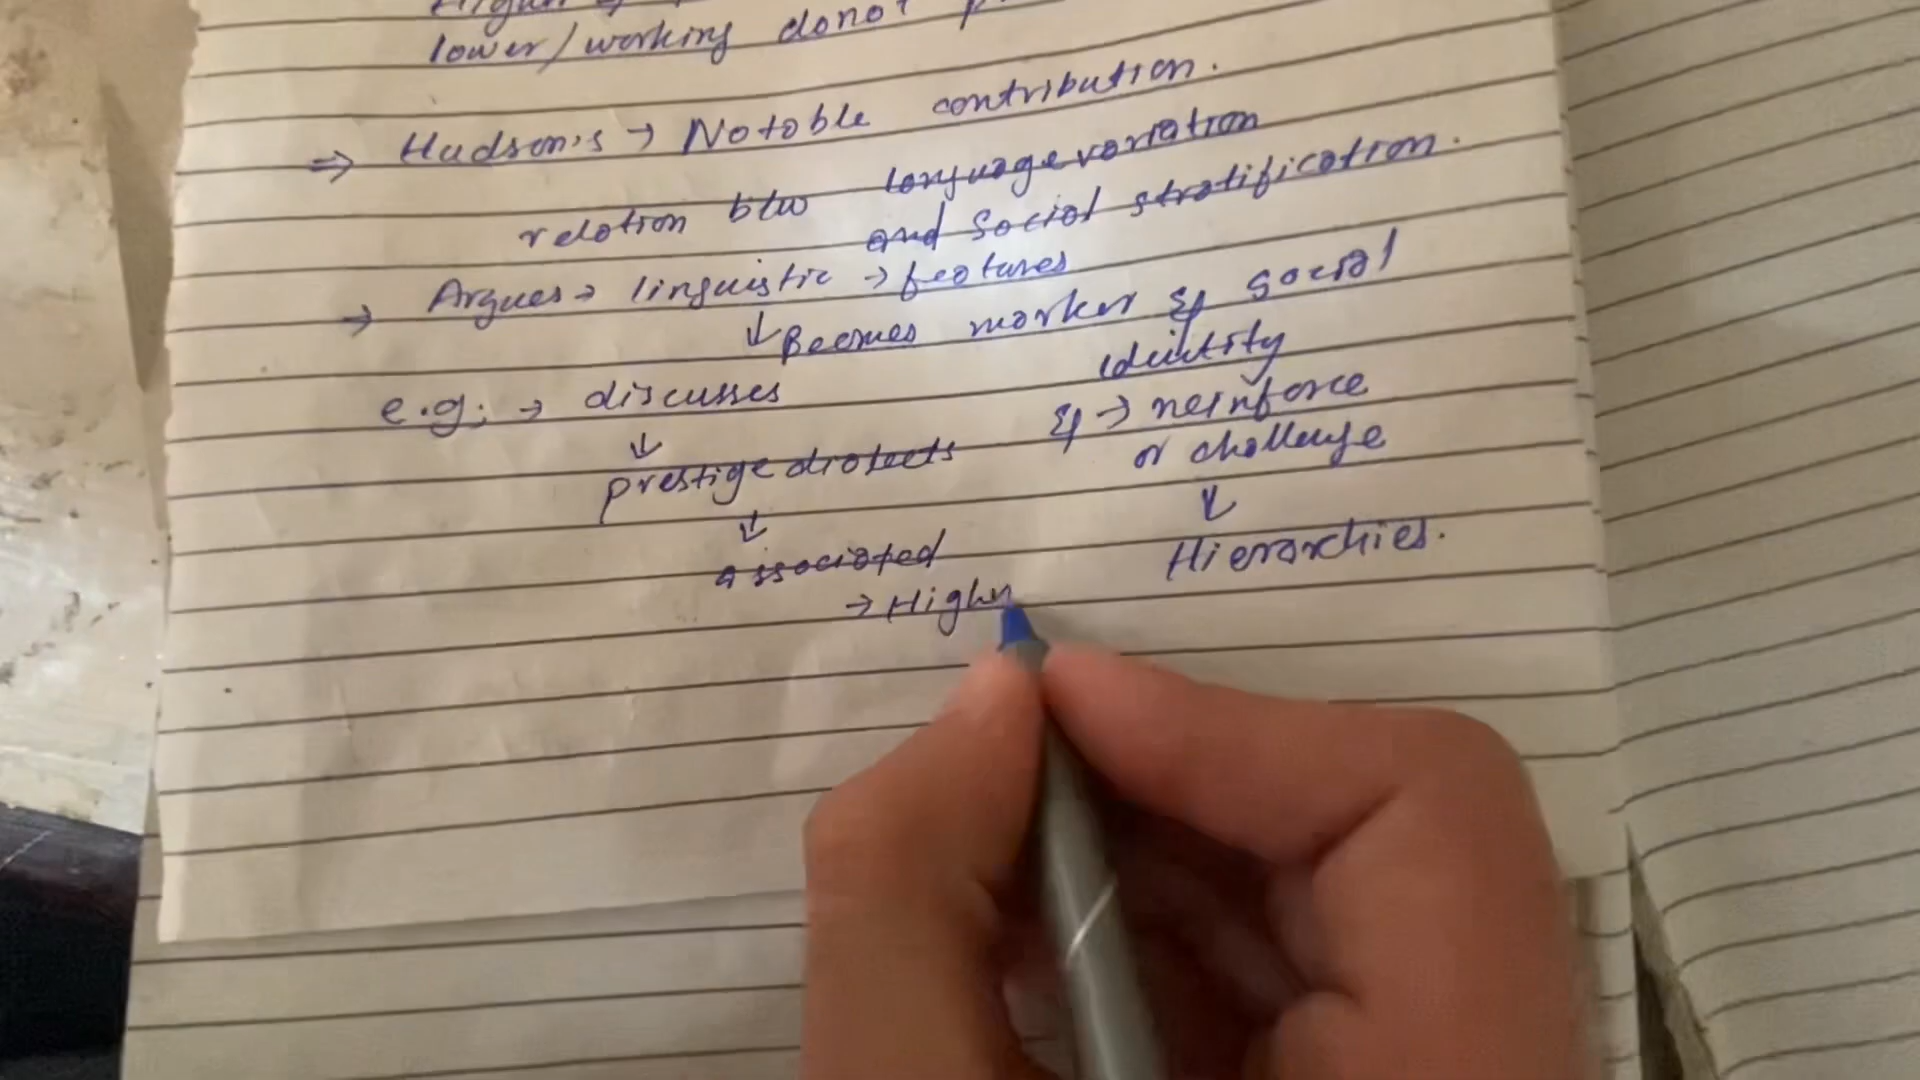 lower/working donot
⇒ Hudson's → Notable contribution.
relation btw language variation
and Social stratification.
→ Argues → linguistic → features
↓ Becomes marker & social
identity
e.g; → discusses
& → reinforce
or challenge
↓
prestige dialects
↓
Hierarchies.
↓
associated
→ Higher